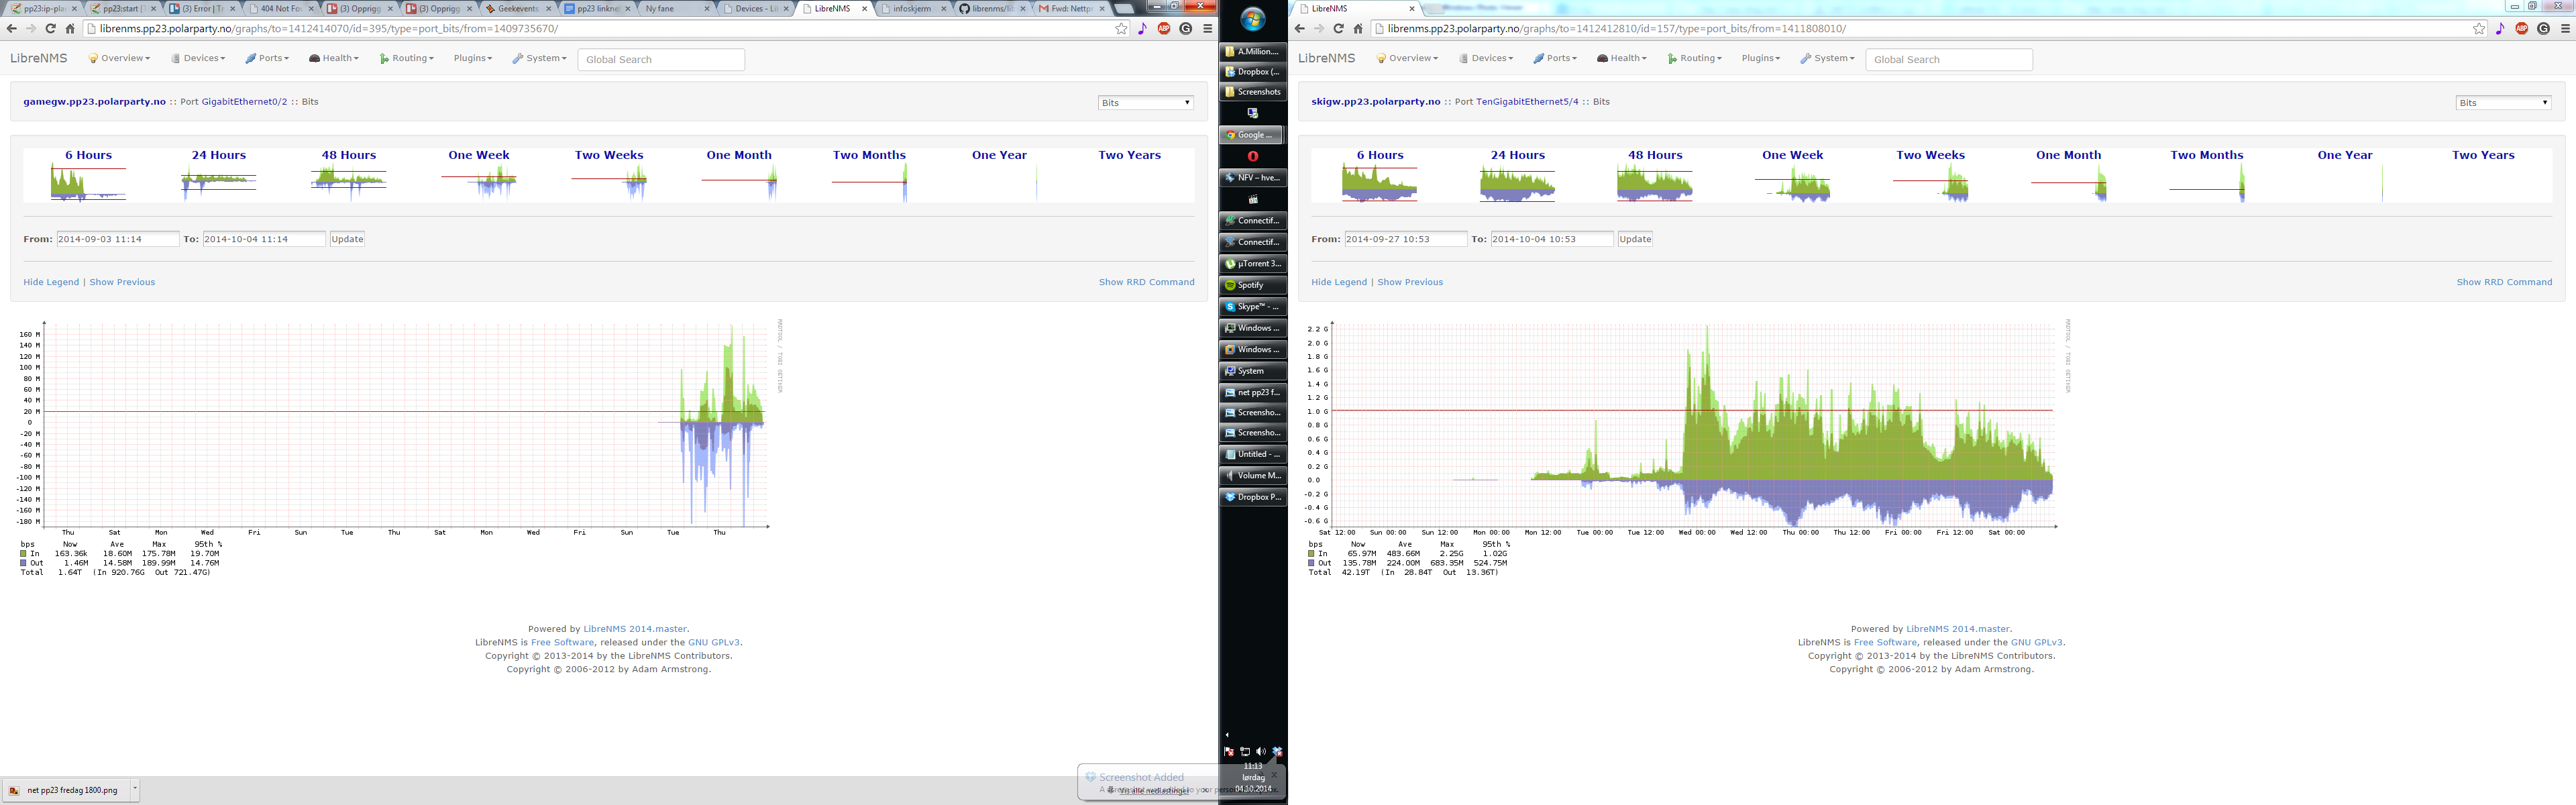 pp23:ip-plan
pp23:start [
(3) Error | Tr
404 Not Fou
(3) Opprigg
(3) Opprigg
Geekevents
pp23 linknet
Ny fane
Devices - Lib
LibreNMS
infoskjerm
librenms/lib
Fwd: Nettpr
librenms.pp23.polarparty.no/graphs/to=1412414070/id=395/type=port_bits/from=1409735670/
LibreNMS Overview Devices Ports Health Routing Plugins System Global Search
gamegw.pp23.polarparty.no :: Port GigabitEthernet0/2 :: Bits
Bits
6 Hours 24 Hours 48 Hours One Week Two Weeks One Month Two Months One Year Two Years
From: 2014-09-03 11:14 To: 2014-10-04 11:14 Update
Hide Legend | Show Previous
Show RRD Command
RRDTOOL / TOBI OETIKER
160 M
140 M
120 M
100 M
80 M
60 M
40 M
20 M
0
-20 M
-40 M
-60 M
-80 M
-100 M
-120 M
-140 M
-160 M
-180 M
Thu Sat Mon Wed Fri Sun Tue Thu Sat Mon Wed Fri Sun Tue Thu
bps Now Ave Max 95th %
In 163.36k 18.60M 175.78M 19.70M
Out 1.46M 14.58M 189.99M 14.76M
Total 1.64T (In 920.76G Out 721.47G)
Powered by LibreNMS 2014.master.
LibreNMS is Free Software, released under the GNU GPLv3.
Copyright © 2013-2014 by the LibreNMS Contributors.
Copyright © 2006-2012 by Adam Armstrong.
net pp23 fredag 1800.png
Screenshot Added
Vis alle nedlastinger
A.Million....
Dropbox (...
Screenshots
Google ...
NFV – hve...
Connectif...
Connectif...
µTorrent 3...
Spotify
Skype™ - ...
Windows ...
Windows ...
System
net pp23 f...
Screensho...
Screensho...
Untitled - ...
Volume M...
Dropbox P...
11:13
lørdag
04.10.2014
LibreNMS
librenms.pp23.polarparty.no/graphs/to=1412412810/id=157/type=port_bits/from=1411808010/
LibreNMS Overview Devices Ports Health Routing Plugins System Global Search
skigw.pp23.polarparty.no :: Port TenGigabitEthernet5/4 :: Bits
Bits
6 Hours 24 Hours 48 Hours One Week Two Weeks One Month Two Months One Year Two Years
From: 2014-09-27 10:53 To: 2014-10-04 10:53 Update
Hide Legend | Show Previous
Show RRD Command
RRDTOOL / TOBI OETIKER
2.2 G
2.0 G
1.8 G
1.6 G
1.4 G
1.2 G
1.0 G
0.8 G
0.6 G
0.4 G
0.2 G
0.0
-0.2 G
-0.4 G
-0.6 G
Sat 12:00 Sun 00:00 Sun 12:00 Mon 00:00 Mon 12:00 Tue 00:00 Tue 12:00 Wed 00:00 Wed 12:00 Thu 00:00 Thu 12:00 Fri 00:00 Fri 12:00 Sat 00:00
bps Now Ave Max 95th %
In 65.97M 483.66M 2.25G 1.02G
Out 135.78M 224.00M 683.35M 524.75M
Total 42.19T (In 28.84T Out 13.36T)
Powered by LibreNMS 2014.master.
LibreNMS is Free Software, released under the GNU GPLv3.
Copyright © 2013-2014 by the LibreNMS Contributors.
Copyright © 2006-2012 by Adam Armstrong.